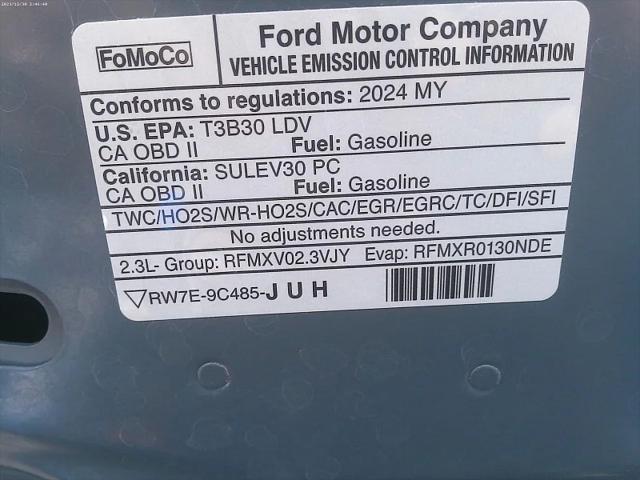 FoMoCo
Ford Motor Company
VEHICLE EMISSION CONTROL INFORMATION
Conforms to regulations: 2024 MY
U.S. EPA: T3B30 LDV
CA OBD II Fuel: Gasoline
California: SULEV30 PC
CA OBD II Fuel: Gasoline
TWC/HO2S/WR-HO2S/CAC/EGR/EGRC/TC/DFI/SFI
No adjustments needed.
2.3L- Group: RFMXV02.3VJY Evap: RFMXR0130NDE
RW7E-9C485-JUH